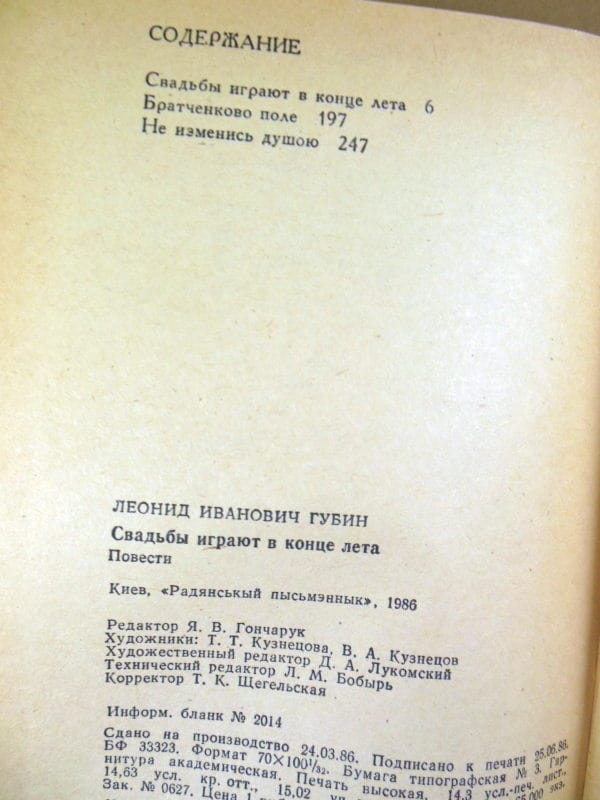 СОДЕРЖАНИЕ
Свадьбы играют в конце лета 6
Братченково поле 197
Не изменись душою 247
ЛЕОНИД ИВАНОВИЧ ГУБИН
Свадьбы играют в конце лета
Повести
Киев, «Радянськый пысьмэннык», 1986
Редактор Я. В. Гончарук
Художники: Т. Т. Кузнецова, В. А. Кузнецов
Художественный редактор Д. А. Лукомский
Технический редактор Л. М. Бобырь
Корректор Т. К. Щегельская
Информ. бланк № 2014
Сдано на производство 24.03.86. Подписано к печати 25.06.86.
БФ 33323. Формат 70×100¹/₃₂. Бумага типографская № 3. Гар-
нитура академическая. Печать высокая. 14,3 усл.-печ. лист.,
14,63 усл. кр. отт., 15,02 экз.
Зак. № 0627. Цена 1